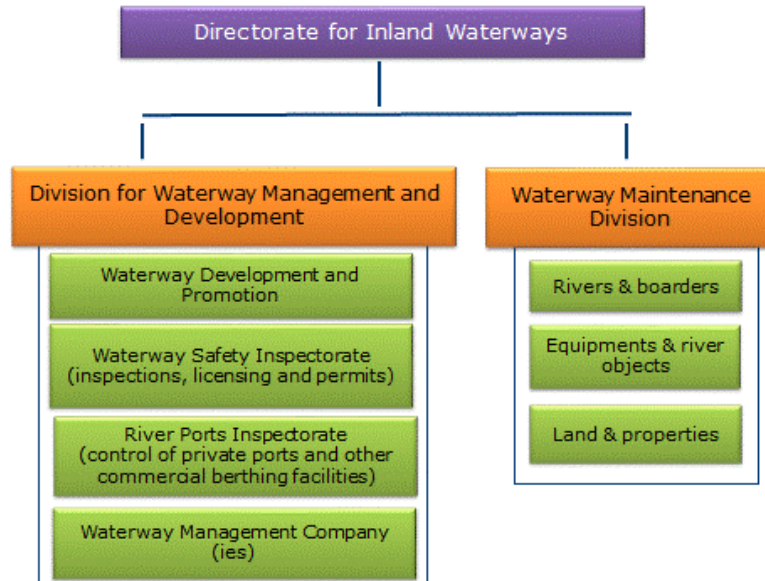 Directorate for Inland Waterways
Division for Waterway Management and
Development
Waterway Development and
Promotion
Waterway Safety Inspectorate
(inspections, licensing and permits)
River Ports Inspectorate
(control of private ports and other
commercial berthing facilities)
Waterway Management Company
(ies)
Waterway Maintenance
Division
Rivers & boarders
Equipments & river
objects
Land & properties